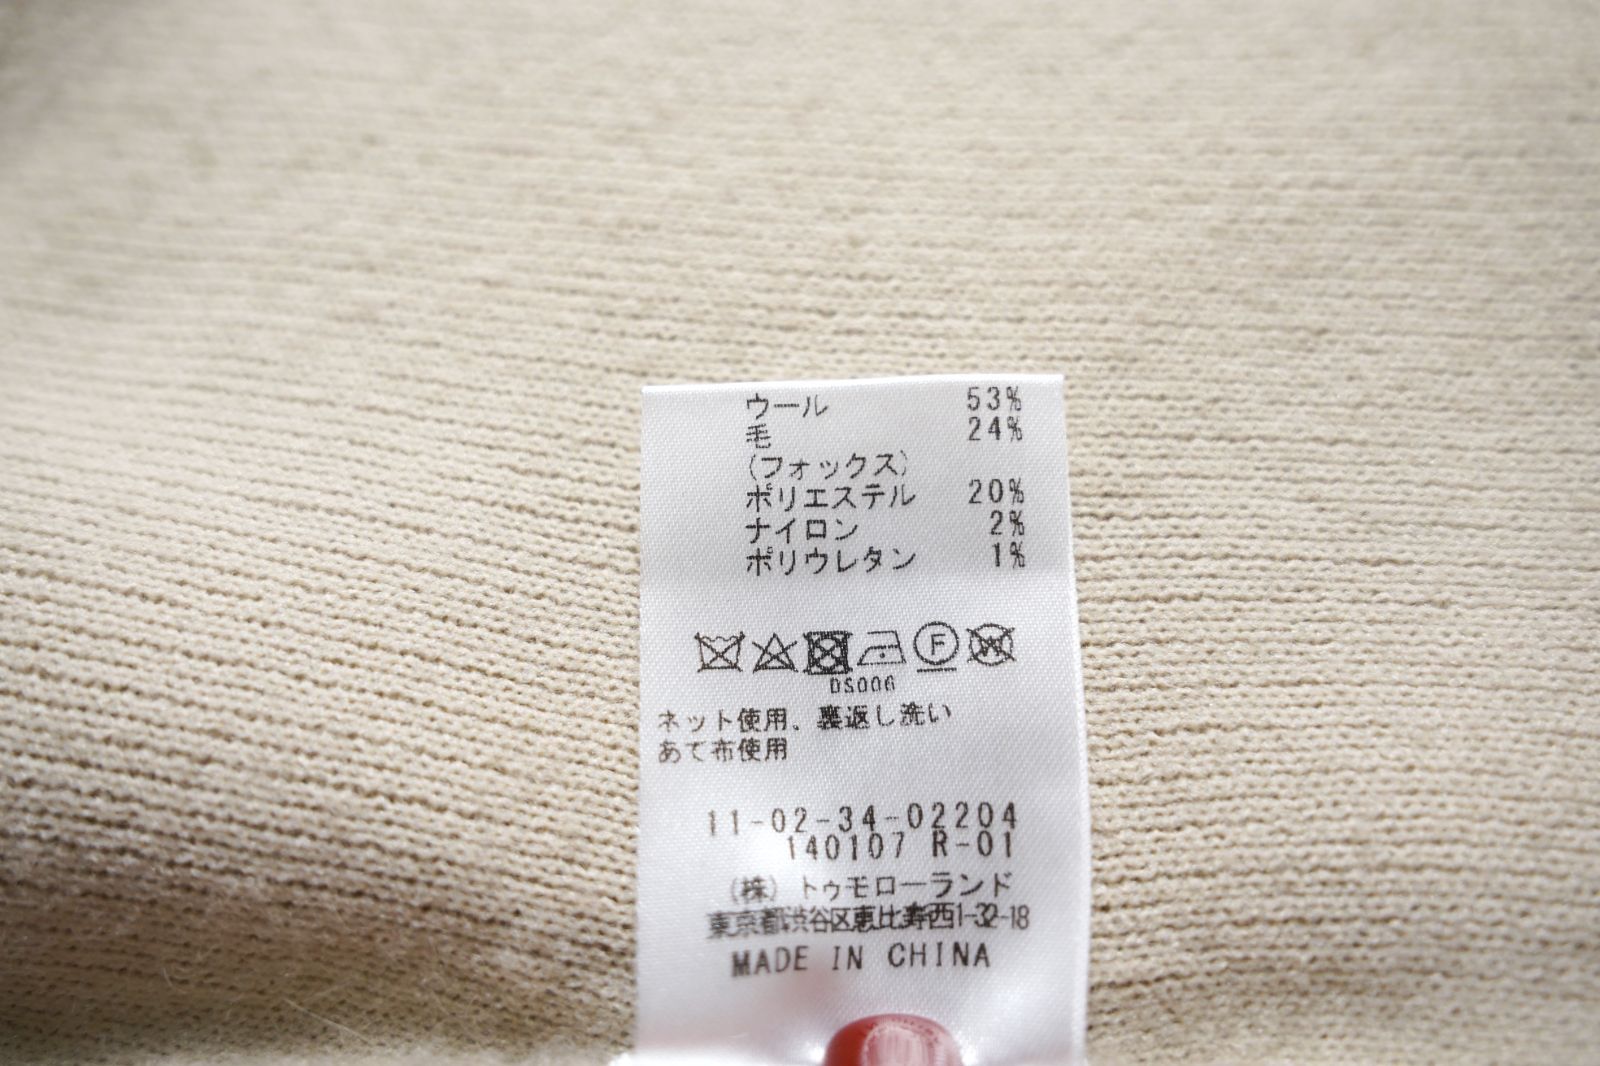 ウール 53%
毛 24%
(フォックス)
ポリエステル 20%
ナイロン 2%
ポリウレタン 1%
F W
DS006
ネット使用、裏返し洗い
あて布使用
11-02-34-02204
140107 R-01
(株) トゥモローランド
東京都渋谷区恵比寿西1-32-18
MADE IN CHINA